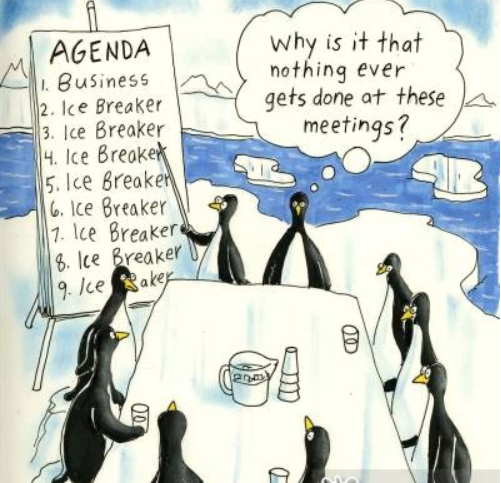 AGENDA
1. Business
2. Ice Breaker
3. Ice Breaker
4. Ice Breaker
5. Ice Breaker
6. Ice Breaker
7. Ice Breaker
8. Ice Breaker
9. Ice aker
Why is it that
nothing ever
gets done at these
meetings?